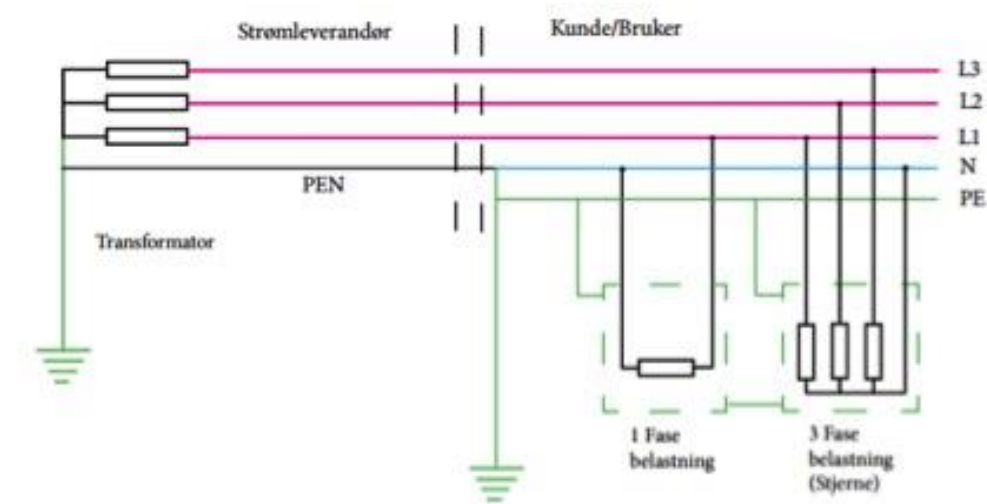 Strømleverandør
Kunde/Bruker
L3
L2
L1
N
PE
PEN
Transformator
1 Fase
belastning
3 Fase
belastning
(Stjerne)